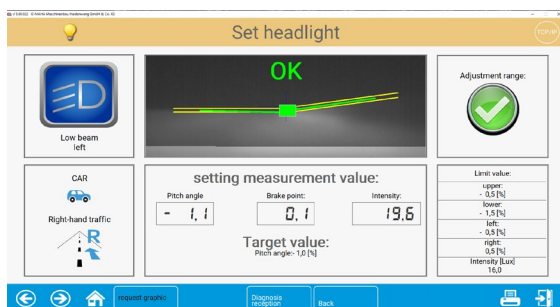 Set headlight
OK
Adjustment range:
Low beam
left
CAR
Right-hand traffic
R
setting measurement value:
Pitch angle
Brake point:
Intensity:
- 1,1
0,1
19,6
Target value:
Pitch angle:- 1,0 [%]
Limit value:
upper:
- 0,5 [%]
lower:
- 1,5 [%]
left:
- 0,5 [%]
right:
0,5 [%]
Intensity [Lux]
16,0
request graphic
Diagnosis
reception
Back